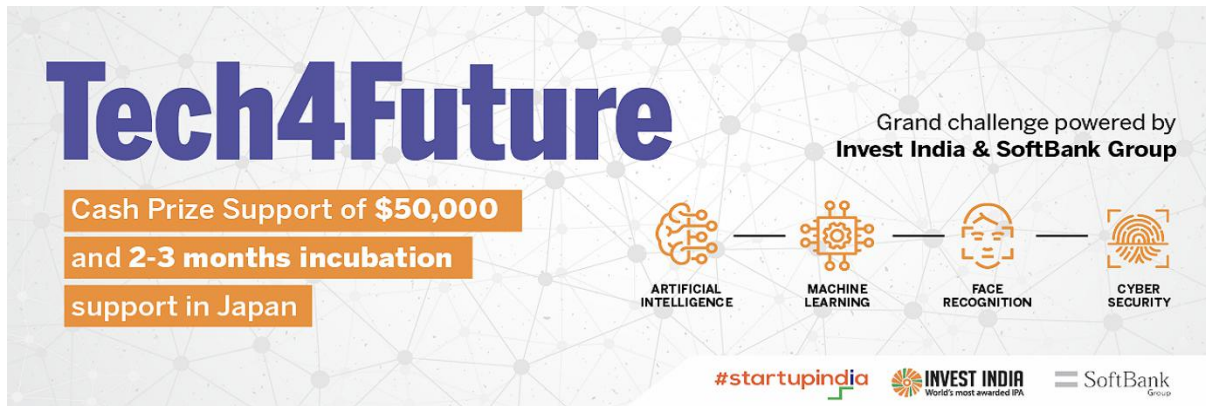 Tech4Future
Grand challenge powered by
Invest India & SoftBank Group
Cash Prize Support of $50,000
and 2-3 months incubation
support in Japan
ARTIFICIAL
INTELLIGENCE
MACHINE
LEARNING
FACE
RECOGNITION
CYBER
SECURITY
#startupindia
INVEST INDIA
World's most awarded IPA
SoftBank
Group